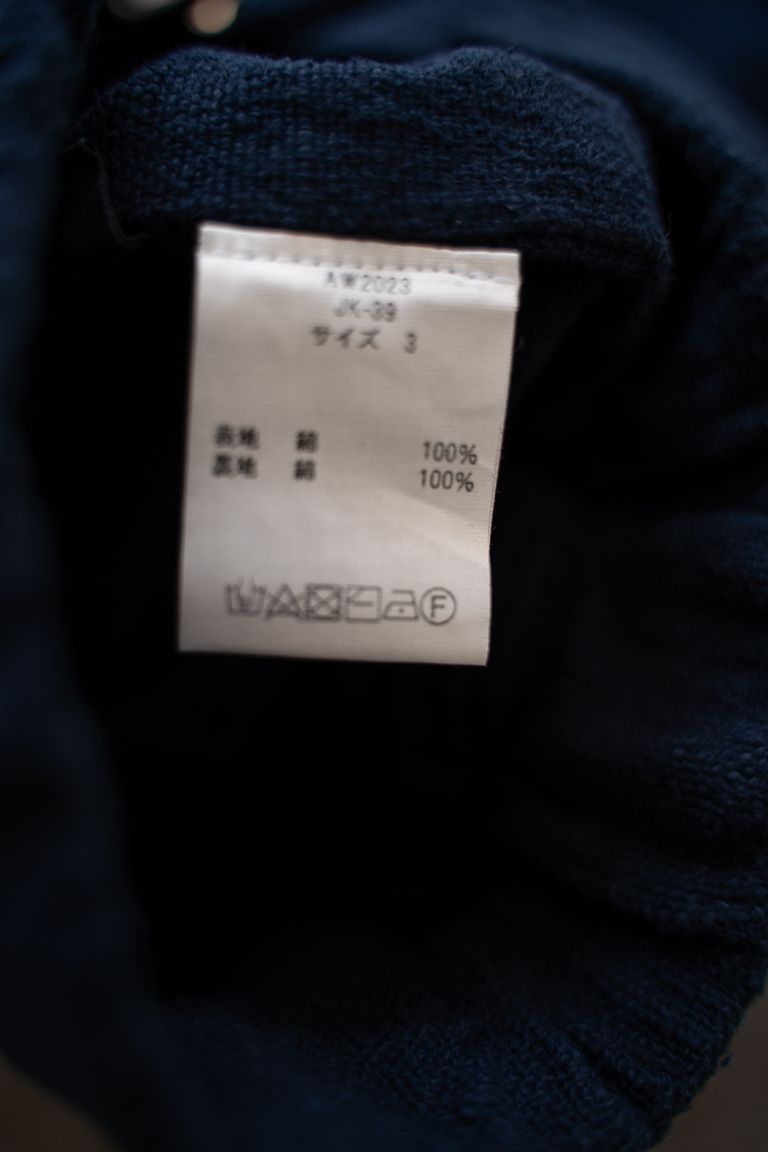 AW2023
JK-39
サイズ 3
表地 綿 100%
裏地 綿 100%
F